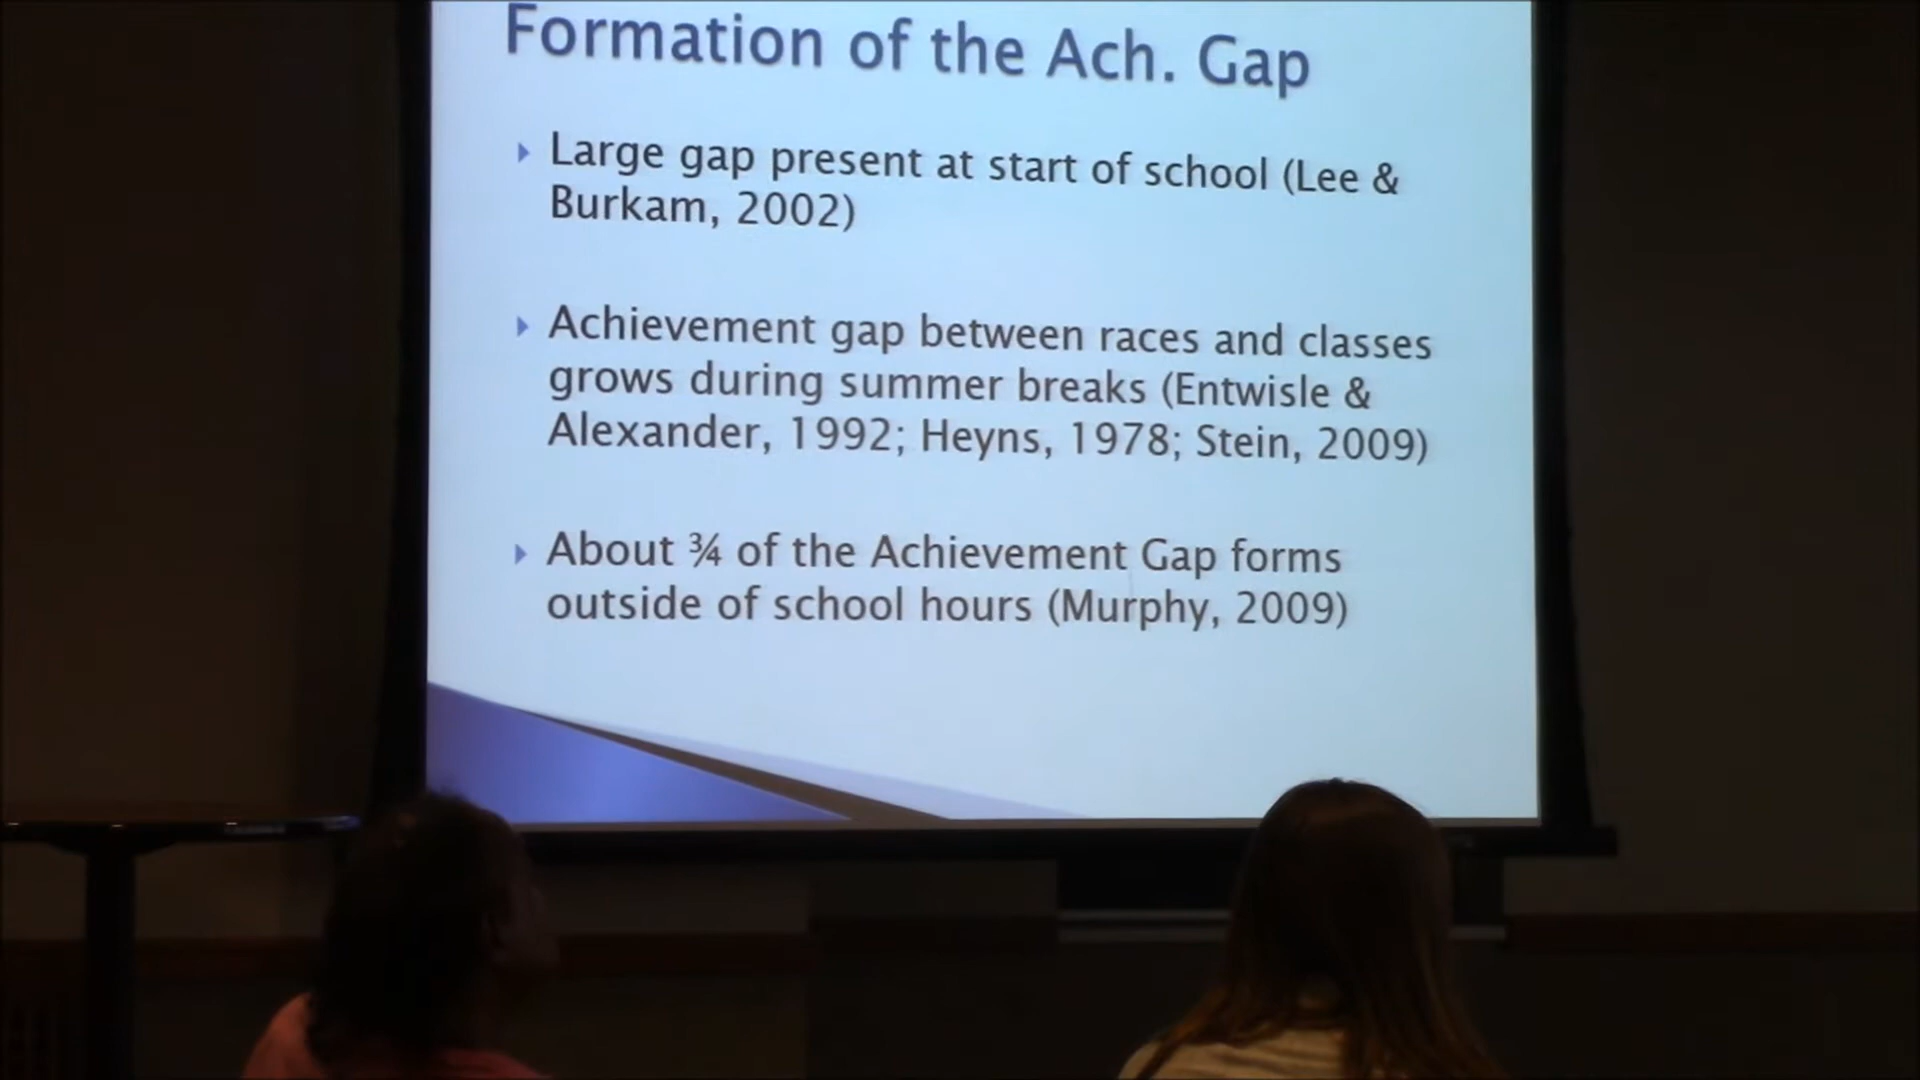 Formation of the Ach. Gap
Large gap present at start of school (Lee &
Burkam, 2002)
Achievement gap between races and classes
grows during summer breaks (Entwisle &
Alexander, 1992; Heyns, 1978; Stein, 2009)
About ¾ of the Achievement Gap forms
outside of school hours (Murphy, 2009)